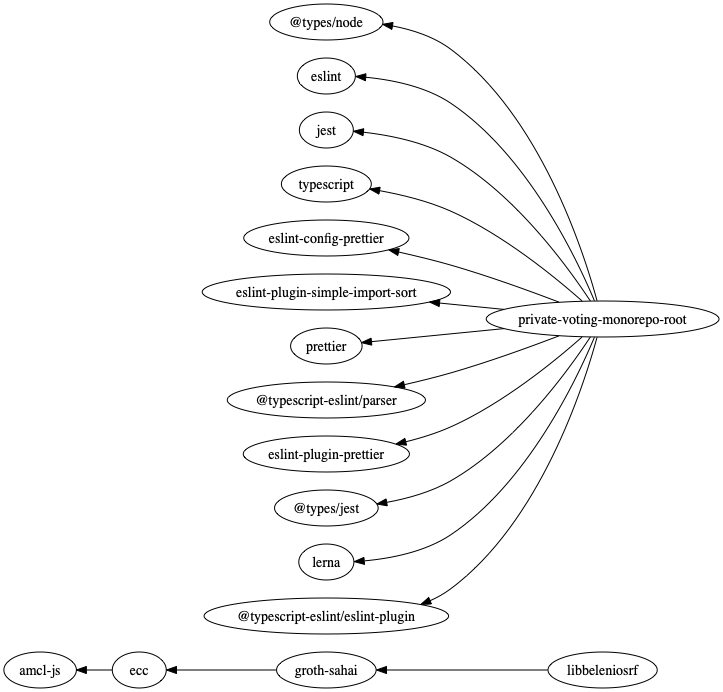 @types/node
eslint
jest
typescript
eslint-config-prettier
eslint-plugin-simple-import-sort
private-voting-monorepo-root
prettier
@typescript-eslint/parser
eslint-plugin-prettier
@types/jest
lerna
@typescript-eslint/eslint-plugin
amcl-js
ecc
groth-sahai
libbeleniosrf